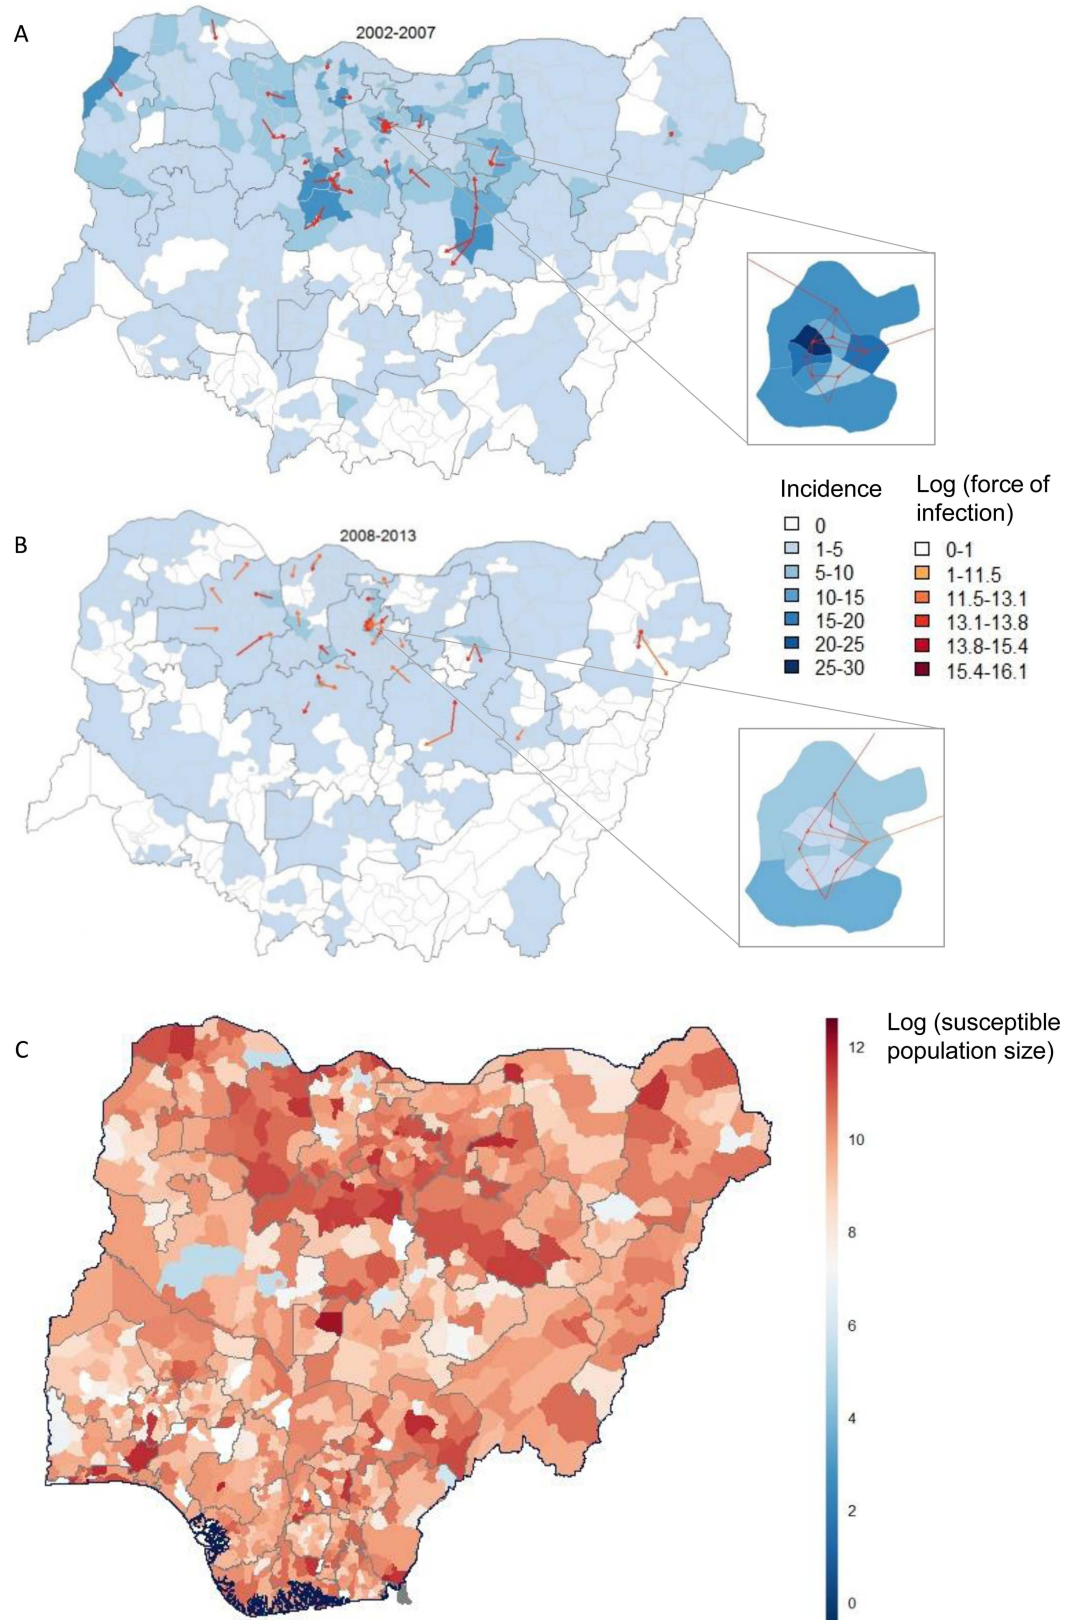 A
2002-2007
Incidence
0
1-5
5-10
10-15
15-20
20-25
25-30
Log (force of
infection)
0-1
1-11.5
11.5-13.1
13.1-13.8
13.8-15.4
15.4-16.1
B
2008-2013
C
Log (susceptible
population size)
12
10
8
6
4
2
0